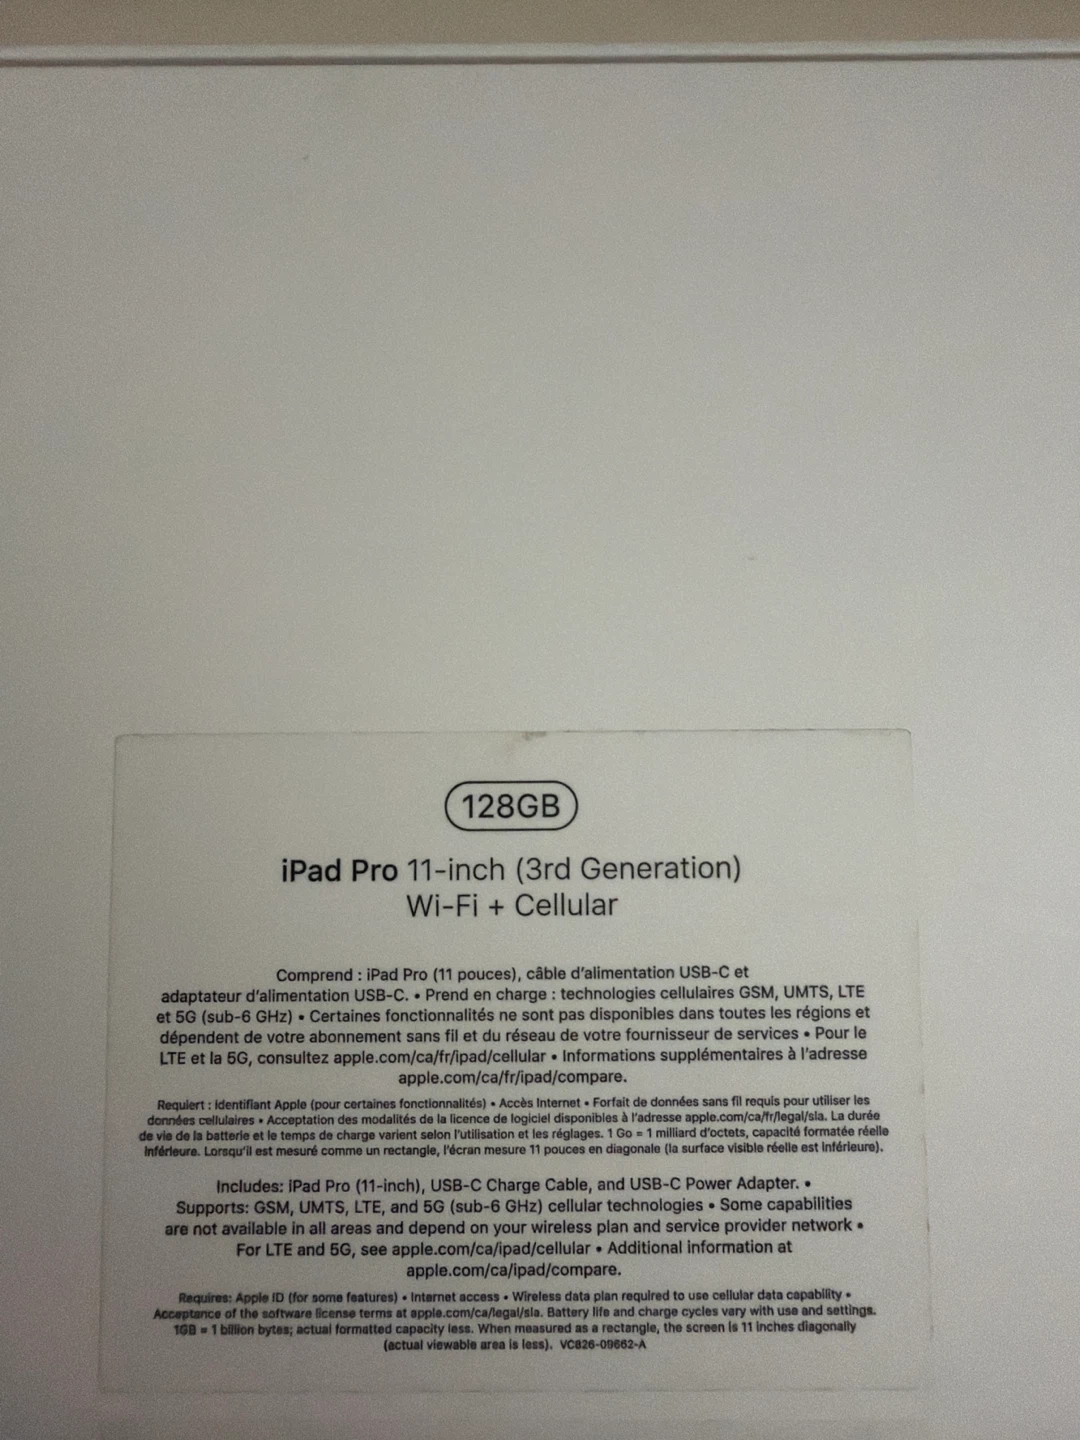 128GB
iPad Pro 11-inch (3rd Generation)
Wi-Fi + Cellular
Comprend : iPad Pro (11 pouces), câble d'alimentation USB-C et
adaptateur d'alimentation USB-C. • Prend en charge : technologies cellulaires GSM, UMTS, LTE
et 5G (sub-6 GHz) • Certaines fonctionnalités ne sont pas disponibles dans toutes les régions et
dépendent de votre abonnement sans fil et du réseau de votre fournisseur de services • Pour le
LTE et la 5G, consultez apple.com/ca/fr/ipad/cellular • Informations supplémentaires à l'adresse
apple.com/ca/fr/ipad/compare.
Requiert : Identifiant Apple (pour certaines fonctionnalités) • Accès Internet • Forfait de données sans fil requis pour utiliser les
données cellulaires • Acceptation des modalités de la licence de logiciel disponibles à l'adresse apple.com/ca/fr/legal/sla. La durée
de vie de la batterie et le temps de charge varient selon l'utilisation et les réglages. 1 Go = 1 milliard d'octets, capacité formatée réelle
inférieure. Lorsqu'il est mesuré comme un rectangle, l'écran mesure 11 pouces en diagonale (la surface visible réelle est inférieure).
Includes: iPad Pro (11-inch), USB-C Charge Cable, and USB-C Power Adapter. •
Supports: GSM, UMTS, LTE, and 5G (sub-6 GHz) cellular technologies • Some capabilities
are not available in all areas and depend on your wireless plan and service provider network •
For LTE and 5G, see apple.com/ca/ipad/cellular • Additional information at
apple.com/ca/ipad/compare.
Requires: Apple ID (for some features) • Internet access • Wireless data plan required to use cellular data capability •
Acceptance of the software license terms at apple.com/ca/legal/sla. Battery life and charge cycles vary with use and settings.
1GB = 1 billion bytes; actual formatted capacity less. When measured as a rectangle, the screen is 11 inches diagonally
(actual viewable area is less). VC826-09662-A